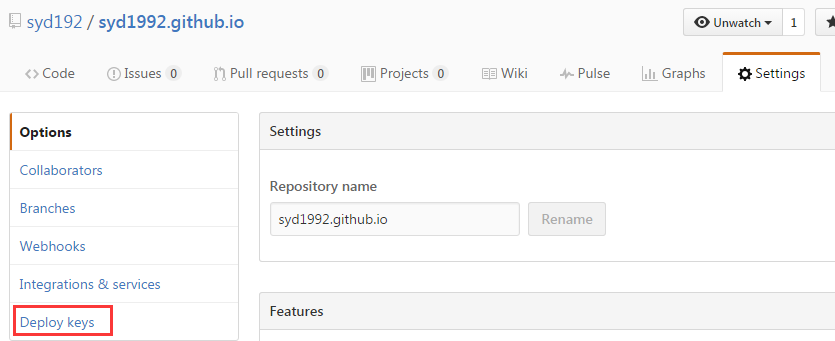 syd192 / syd1992.github.io Unwatch 1
Code Issues 0 Pull requests 0 Projects 0 Wiki Pulse Graphs Settings
Options
Collaborators
Branches
Webhooks
Integrations & services
Deploy keys
Settings
Repository name
syd1992.github.io Rename
Features